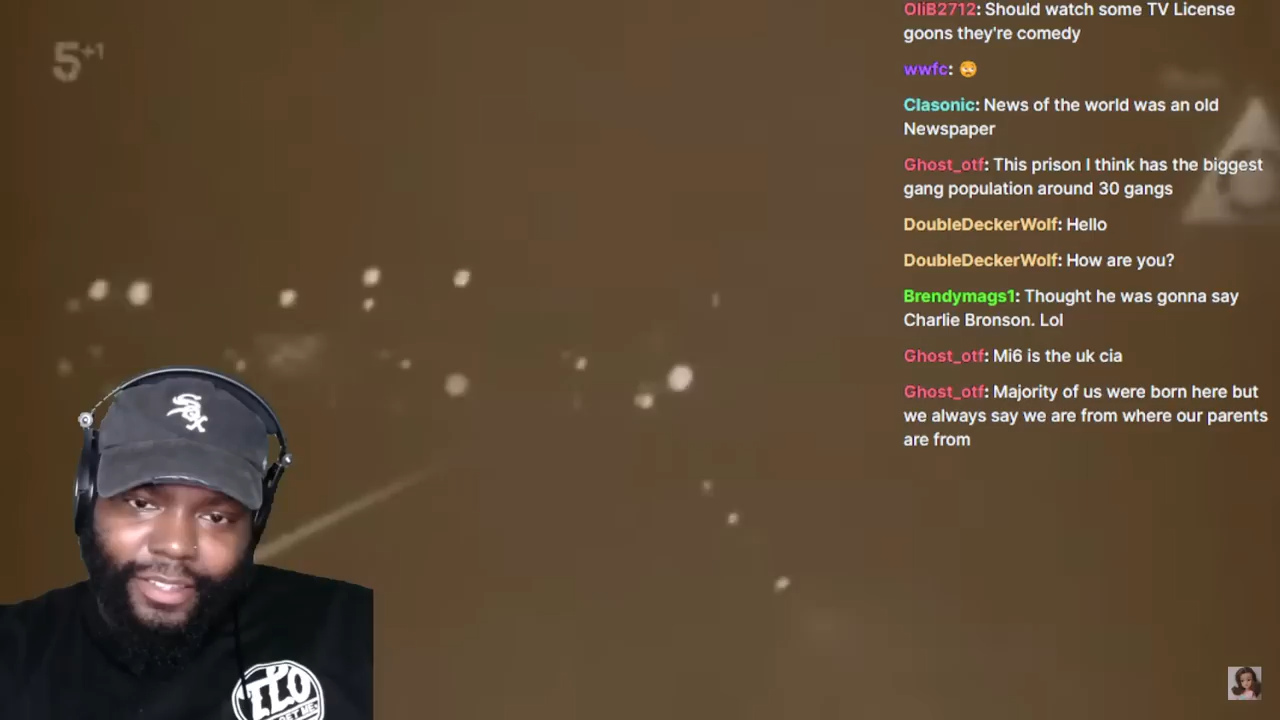 5+1
OliB2712: Should watch some TV License
goons they're comedy
wwfc:
Clasonic: News of the world was an old
Newspaper
Ghost_otf: This prison I think has the biggest
gang population around 30 gangs
DoubleDeckerWolf: Hello
DoubleDeckerWolf: How are you?
Brendymags1: Thought he was gonna say
Charlie Bronson. Lol
Ghost_otf: Mi6 is the uk cia
Ghost_otf: Majority of us were born here but
we always say we are from where our parents
are from
Sox
TLO